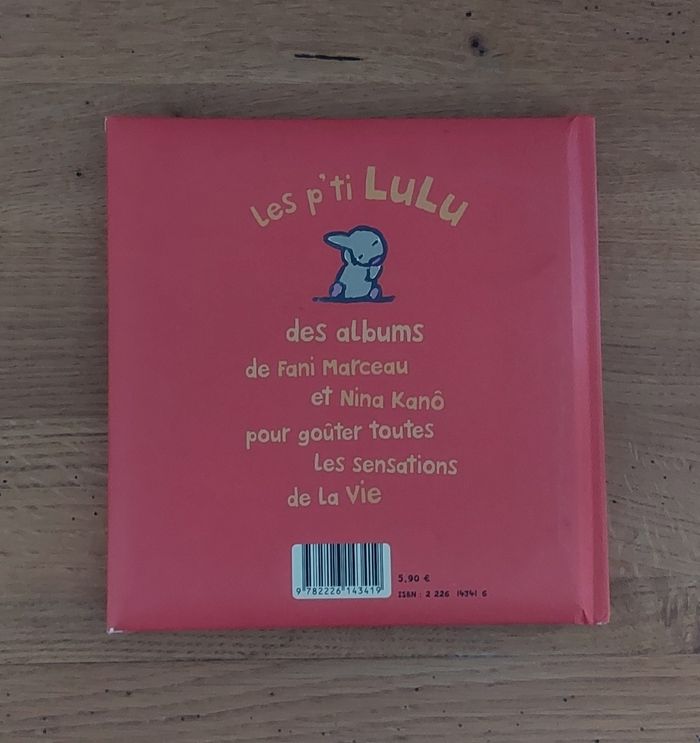 Les p'ti LuLu
des albums
de Fani Marceau
et Nina Kanô
pour goûter toutes
les sensations
de la Vie
9 782226 143419
5,90 €
ISBN : 2 226 14341 6